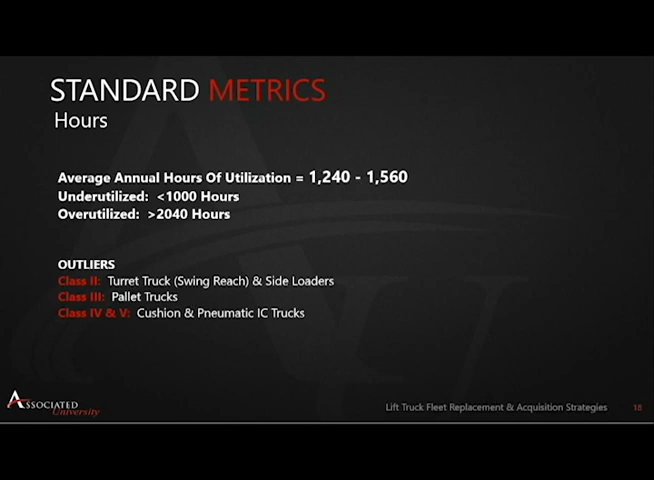 STANDARD METRICS
Hours
Average Annual Hours Of Utilization = 1,240 - 1,560
Underutilized: <1000 Hours
Overutilized: >2040 Hours
OUTLIERS
Class II: Turret Truck (Swing Reach) & Side Loaders
Class III: Pallet Trucks
Class IV & V: Cushion & Pneumatic IC Trucks
ASSOCIATED
University
Lift Truck Fleet Replacement & Acquisition Strategies 18